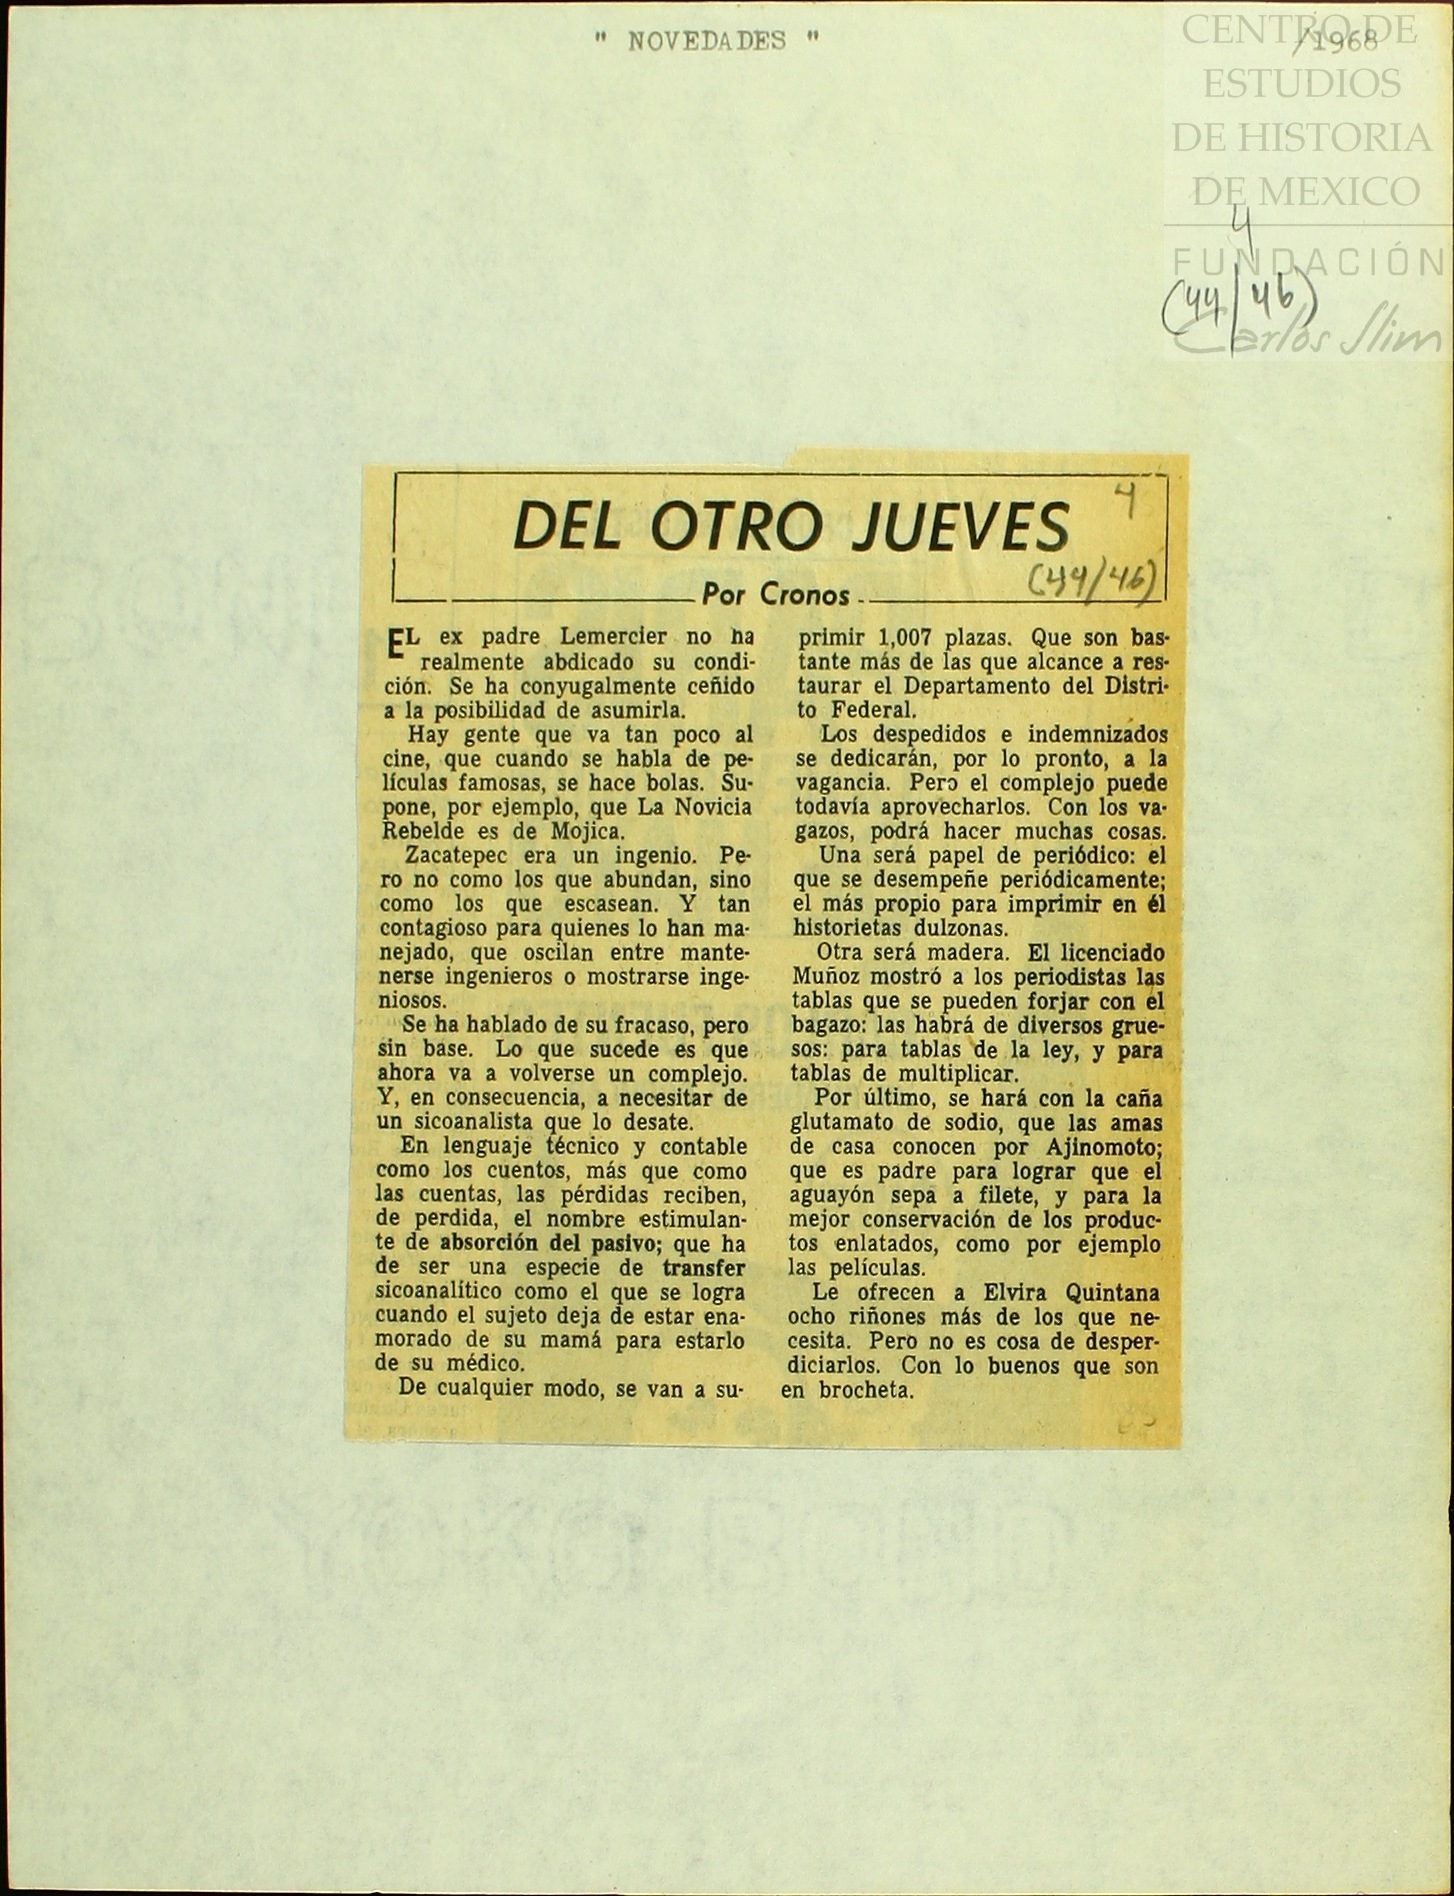 " NOVEDADES "
/1968
CENTRO DE
ESTUDIOS
DE HISTORIA
DE MEXICO
FUNDACIÓN
Carlos Slim
4
(44/46)
DEL OTRO JUEVES
4
(44/46)
Por Cronos
EL ex padre Lemercier no ha
realmente abdicado su condi-
ción. Se ha conyugalmente ceñido
a la posibilidad de asumirla.
Hay gente que va tan poco al
cine, que cuando se habla de pe-
lículas famosas, se hace bolas. Su-
pone, por ejemplo, que La Novicia
Rebelde es de Mojica.
Zacatepec era un ingenio. Pe-
ro no como los que abundan, sino
como los que escasean. Y tan
contagioso para quienes lo han ma-
nejado, que oscilan entre mante-
nerse ingenieros o mostrarse inge-
niosos.
Se ha hablado de su fracaso, pero
sin base. Lo que sucede es que
ahora va a volverse un complejo.
Y, en consecuencia, a necesitar de
un sicoanalista que lo desate.
En lenguaje técnico y contable
como los cuentos, más que como
las cuentas, las pérdidas reciben,
de perdida, el nombre estimulan-
te de absorción del pasivo; que ha
de ser una especie de transfer
sicoanalítico como el que se logra
cuando el sujeto deja de estar ena-
morado de su mamá para estarlo
de su médico.
De cualquier modo, se van a su-
primir 1,007 plazas. Que son bas-
tante más de las que alcance a res-
taurar el Departamento del Distri-
to Federal.
Los despedidos e indemnizados
se dedicarán, por lo pronto, a la
vagancia. Pero el complejo puede
todavía aprovecharlos. Con los va-
gazos, podrá hacer muchas cosas.
Una será papel de periódico: el
que se desempeñe periódicamente;
el más propio para imprimir en él
historietas dulzonas.
Otra será madera. El licenciado
Muñoz mostró a los periodistas las
tablas que se pueden forjar con el
bagazo: las habrá de diversos grue-
sos: para tablas de la ley, y para
tablas de multiplicar.
Por último, se hará con la caña
glutamato de sodio, que las amas
de casa conocen por Ajinomoto;
que es padre para lograr que el
aguayón sepa a filete, y para la
mejor conservación de los produc-
tos enlatados, como por ejemplo
las películas.
Le ofrecen a Elvira Quintana
ocho riñones más de los que ne-
cesita. Pero no es cosa de desper-
diciarlos. Con lo buenos que son
en brocheta.